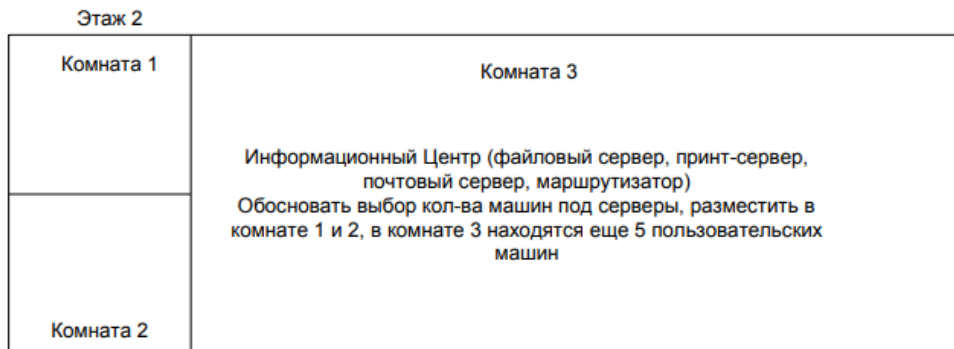 Этаж 2
Комната 1
Комната 3
Информационный Центр (файловый сервер, принт-сервер,
почтовый сервер, маршрутизатор)
Обосновать выбор кол-ва машин под серверы, разместить в
комнате 1 и 2, в комнате 3 находятся еще 5 пользовательских
машин
Комната 2